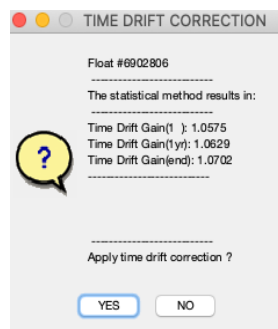 TIME DRIFT CORRECTION
Float #6902806
----------------------------
The statistical method results in:
----------------------------
Time Drift Gain(1  ): 1.0575
Time Drift Gain(1yr): 1.0629
Time Drift Gain(end): 1.0702
----------------------------
----------------------------
Apply time drift correction ?
?
YES NO